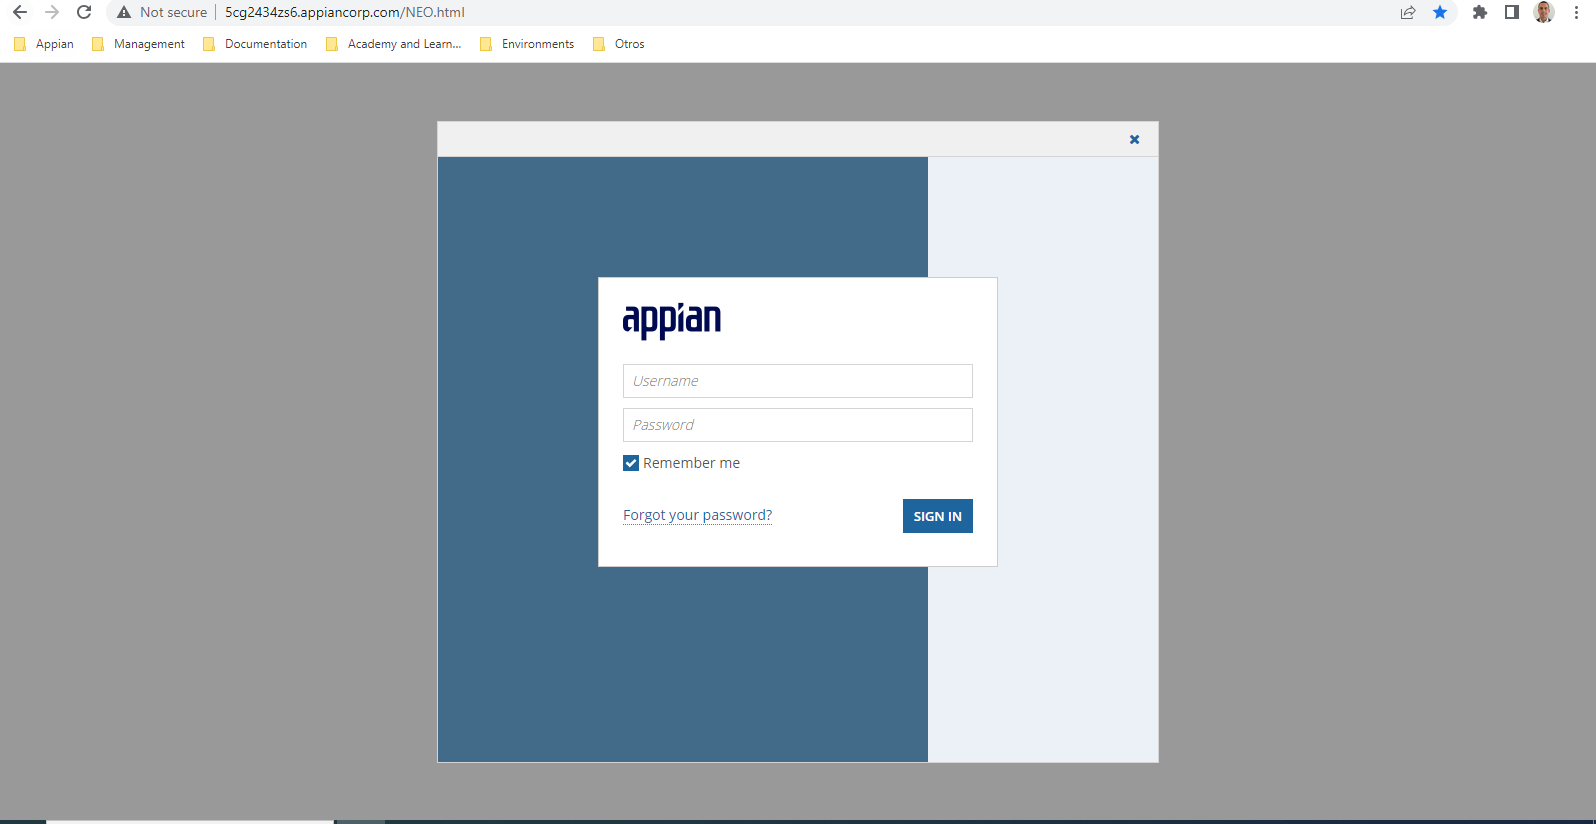 Not secure | 5cg2434zs6.appiancorp.com/NEO.html
Appian Management Documentation Academy and Learn... Environments Otros
appian
Username
Password
Remember me
Forgot your password? SIGN IN